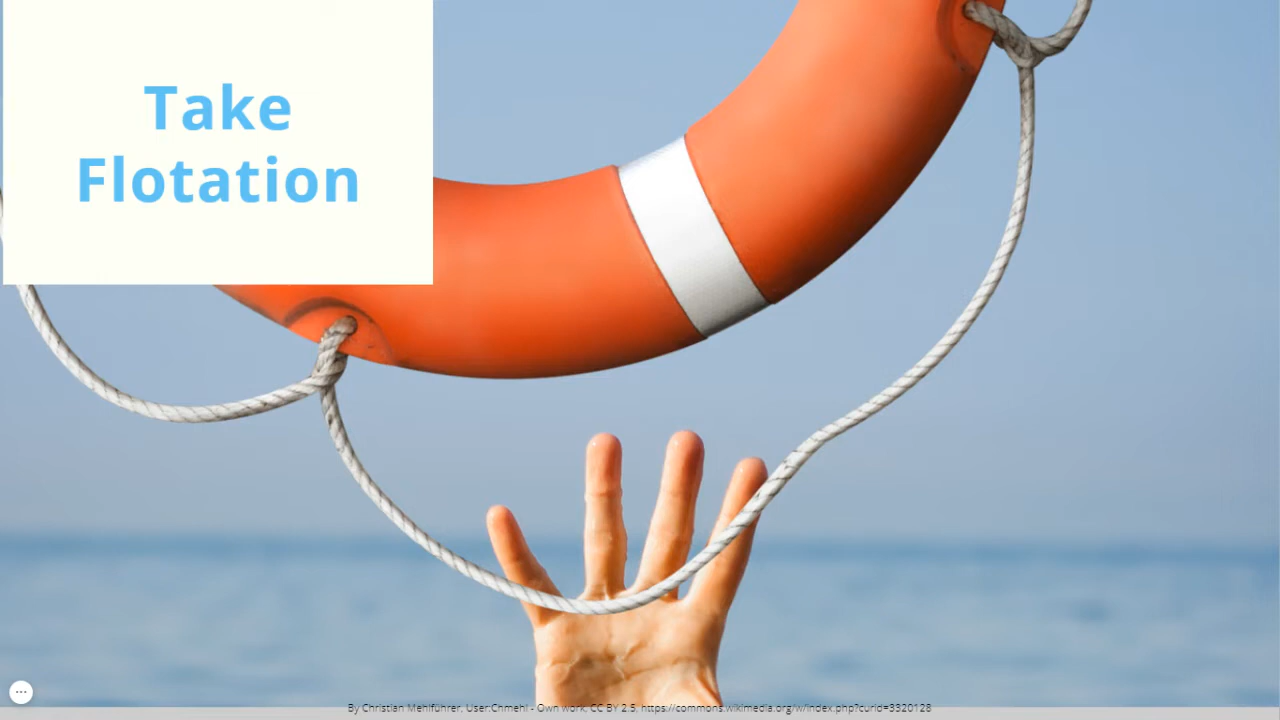 Take
Flotation
By Christian Mehlführer, User:Chmehl - Own work, CC BY 2.5, https://commons.wikimedia.org/w/index.php?curid=3320128